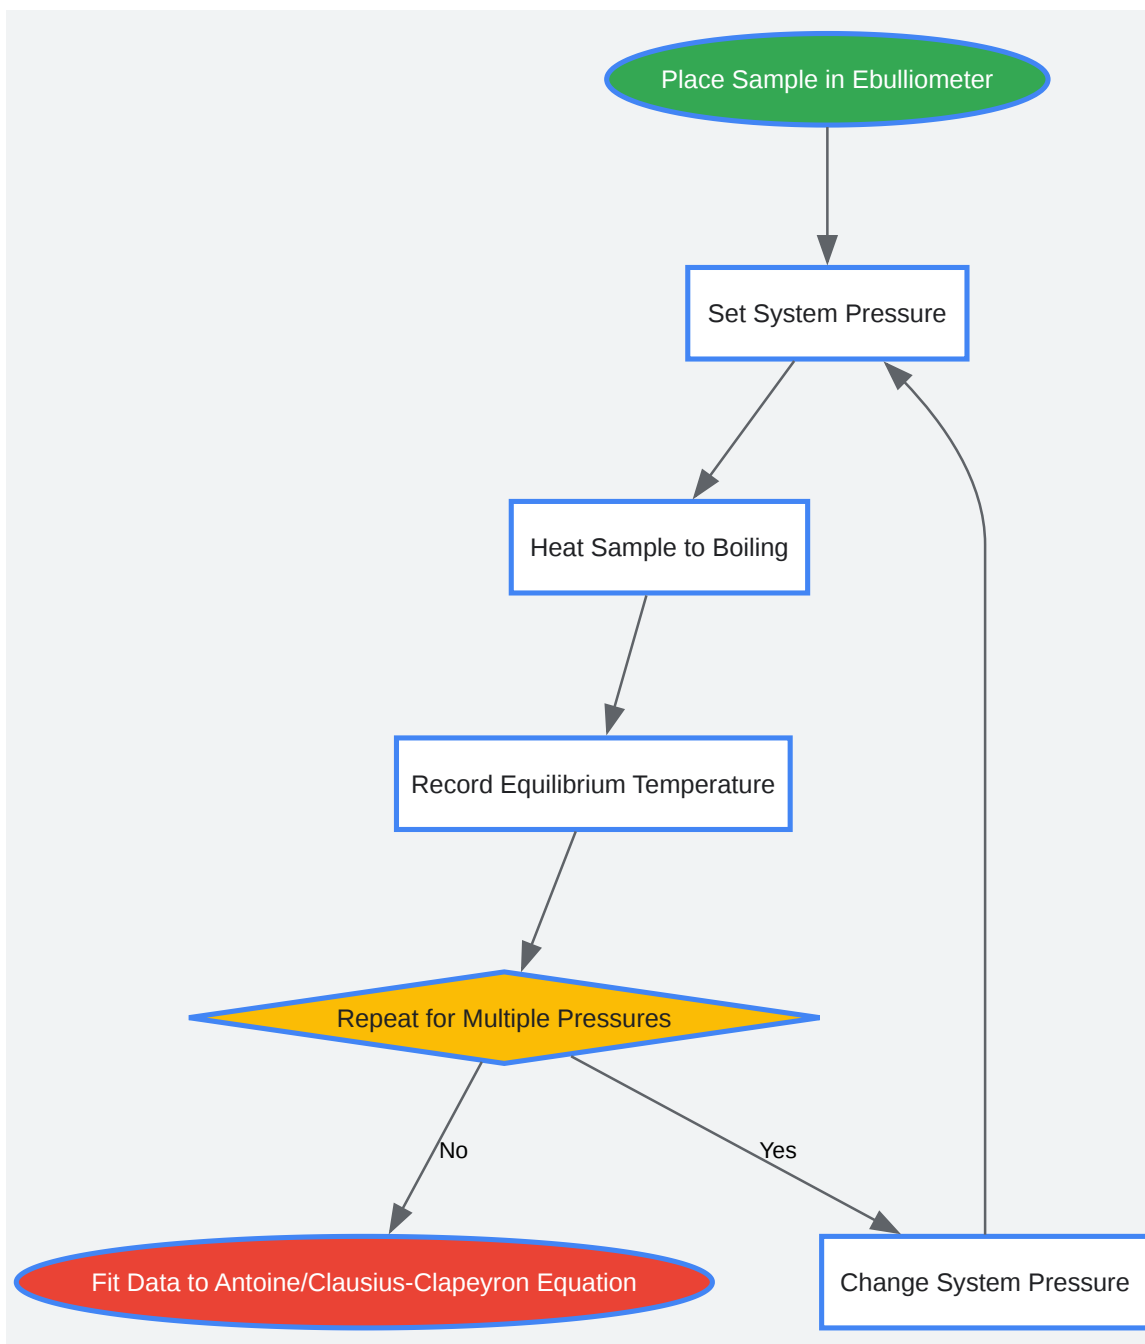 Place Sample in Ebulliometer
Set System Pressure
Heat Sample to Boiling
Record Equilibrium Temperature
Repeat for Multiple Pressures
No
Yes
Fit Data to Antoine/Clausius-Clapeyron Equation
Change System Pressure